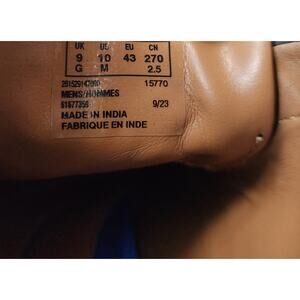 UK US EU CN
9 10 43 270
G M 2.5
15770
MENS/HOMMES
61677356 9/23
MADE IN INDIA
FABRIQUE EN INDE